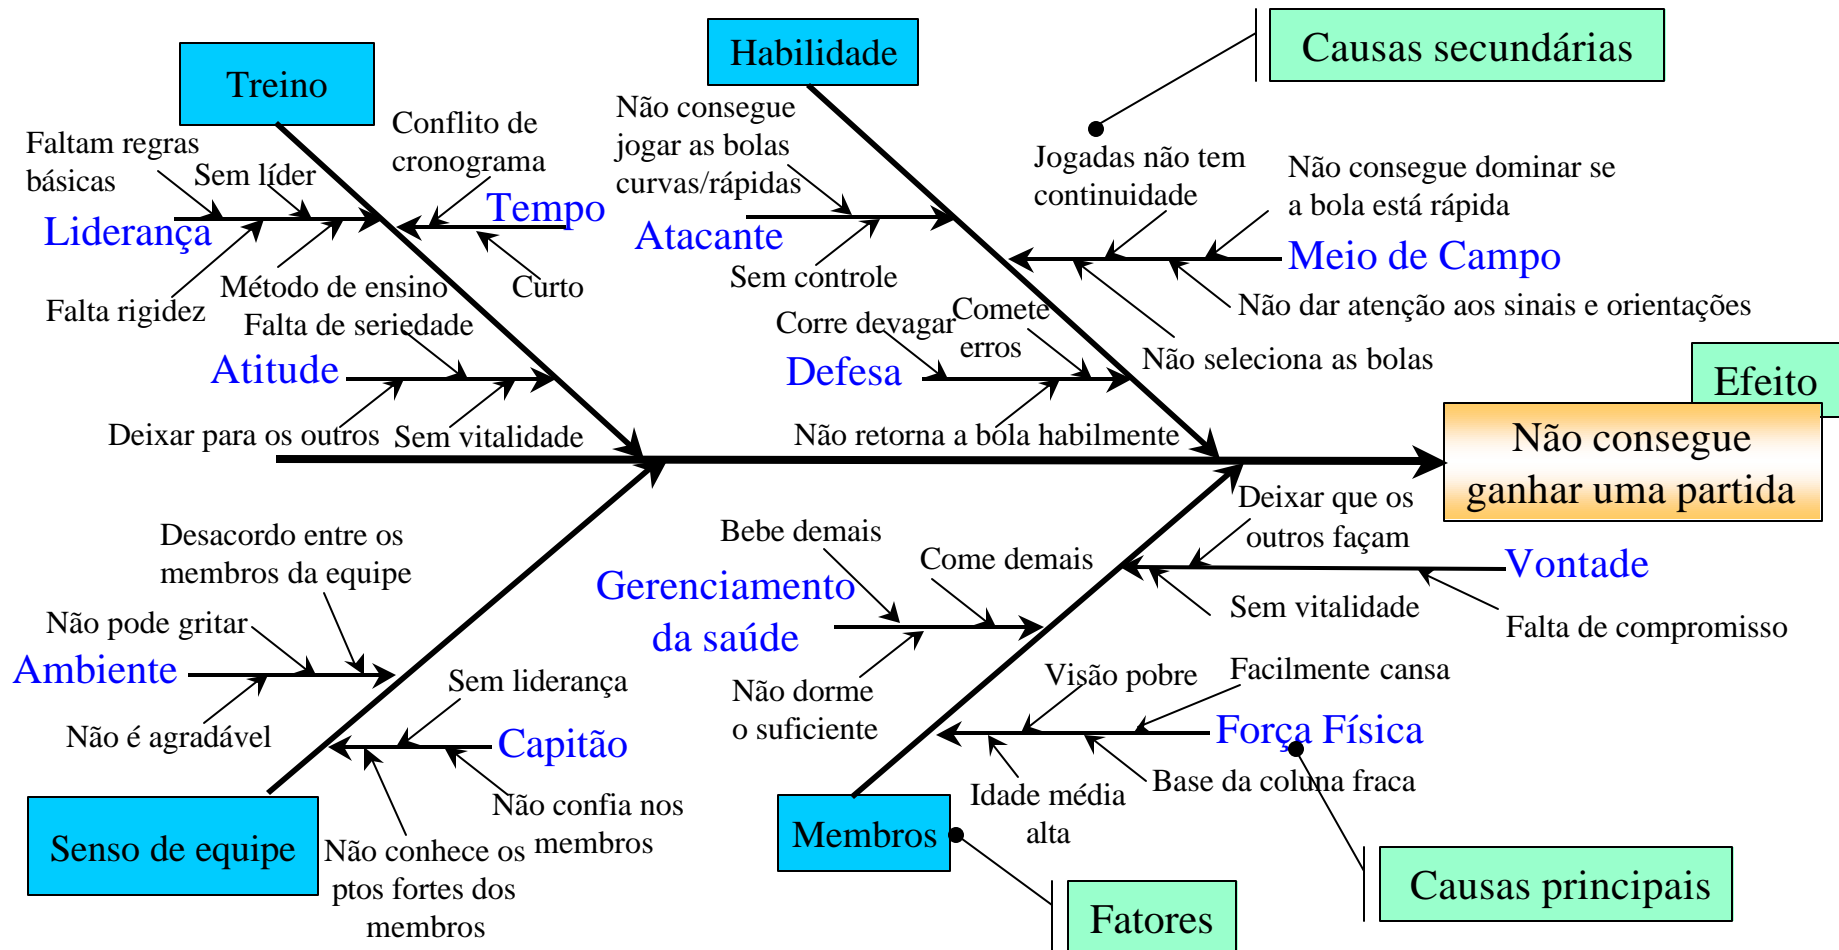 Habilidade
Causas secundárias
Treino
Não consegue
jogar as bolas
curvas/rápidas
Conflito de
cronograma
Faltam regras
básicas
Sem líder
Jogadas não tem
continuidade
Não consegue dominar se
a bola está rápida
Tempo
Liderança
Atacante
Meio de Campo
Sem controle
Método de ensino
Curto
Falta rigidez
Não dar atenção aos sinais e orientações
Falta de seriedade
Corre devagar
Comete
erros
Não seleciona as bolas
Atitude
Defesa
Efeito
Deixar para os outros
Sem vitalidade
Não retorna a bola habilmente
Não consegue
ganhar uma partida
Desacordo entre os
membros da equipe
Bebe demais
Come demais
Deixar que os
outros façam
Vontade
Gerenciamento
da saúde
Sem vitalidade
Falta de compromisso
Não pode gritar
Ambiente
Sem liderança
Visão pobre
Facilmente cansa
Não dorme
o suficiente
Não é agradável
Capitão
Força Física
Base da coluna fraca
Idade média
alta
Não confia nos
membros
Senso de equipe
Não conhece os
ptos fortes dos
membros
Membros
Causas principais
Fatores